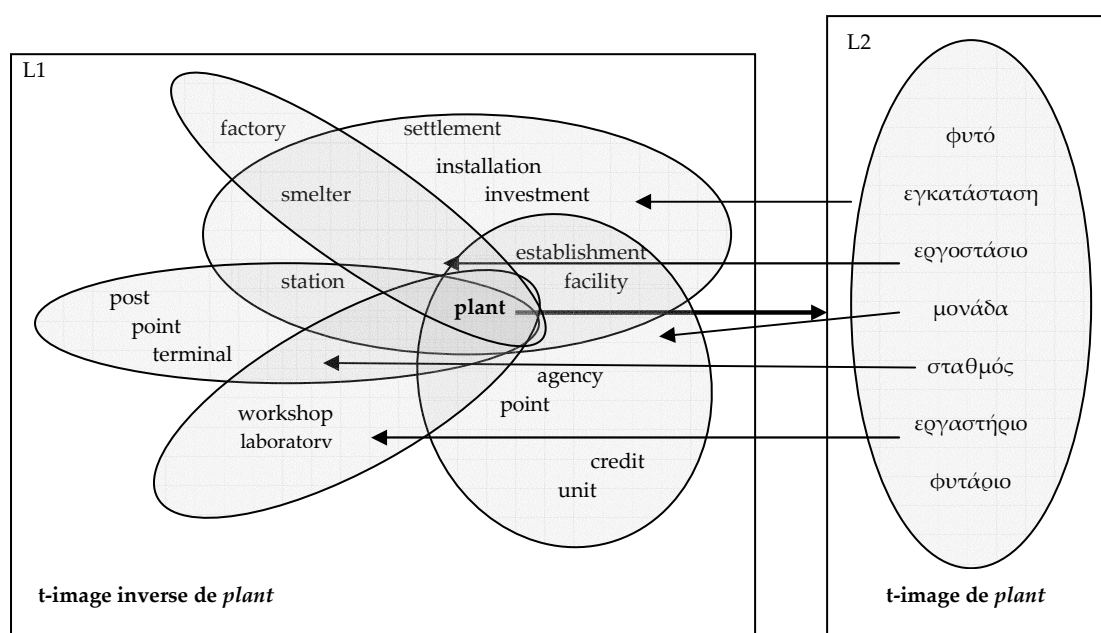 L1
factory
settlement
installation
smelter
investment
establishment
station
facility
post
plant
point
terminal
agency
workshop
point
laboratory
credit
unit
t-image inverse de plant
L2
φυτό
εγκατάσταση
εργοστάσιο
μονάδα
σταθμός
εργαστήριο
φυτάριο
t-image de plant